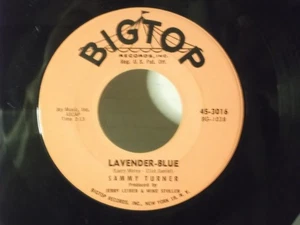 BIGTOP
RECORDS, INC.
Reg. U.S. Pat. Off.
45-3016
LAVENDER-BLUE
SAMMY TURNER
Produced by
JERRY LEIBER & MIKE STOLLER
BIGTOP RECORDS, INC., NEW YORK 19, N.Y.